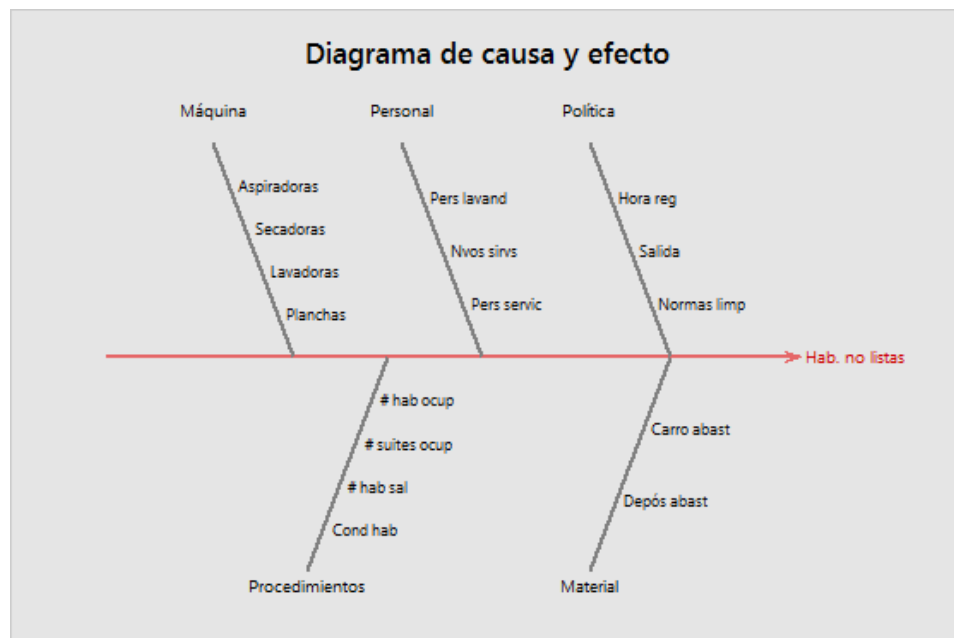 Diagrama de causa y efecto
Máquina
Personal
Política
Aspiradoras
Secadoras
Lavadoras
Planchas
Pers lavand
Nvos sirvs
Pers servic
Hora reg
Salida
Normas limp
Hab. no listas
# hab ocup
# suites ocup
# hab sal
Cond hab
Carro abast
Depós abast
Procedimientos
Material